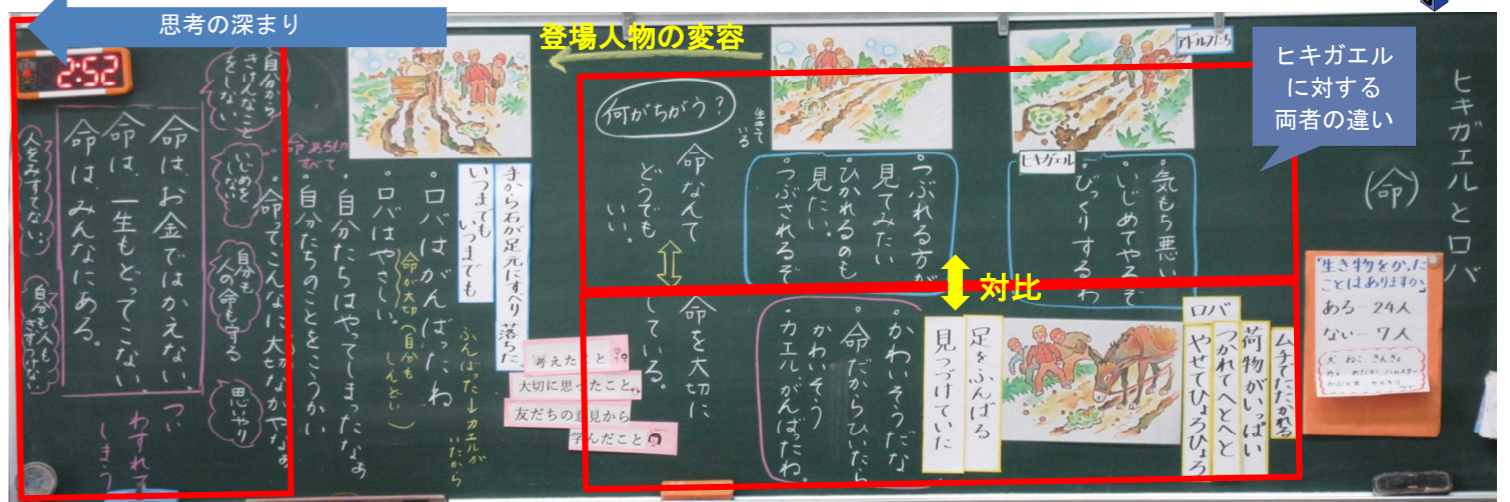 ヒキガエルとロバ
(命)
「生き物をかった
ことはありますか」
ある…24人
ない…7人
ヒキガエル
に対する
両者の違い
アドルフたち
ヒキガエル
・気もち悪い
・いじめてやるぞ
・びっくりするわ
ロバ
ムチでたたかれる
荷物がいっぱい
つかれてへとへと
やせてひょろひょろ
足をふんばる
見つづけていた
対比
登場人物の変容
・つぶれる方が
見てみたい
・ひかれるのも
見たい。
・つぶされるぞ
・かわいそうだな
・命だからひいたら
かわいそう
・カエルがんばったね。
生きて
いる
何がちがう?
命なんて
どうでも
いい。
命を大切に
している。
考えたこと
大切に思ったこと
友だちの意見から
学んだこと
手から石が足元にすべり落ちた
いつまでも
いつまでも
ふんばった→カエルが
いたから
・ロバはがんばったね
・ロバはやさしい。
命が大切(自分も
しんどい)
自分たちはやってしまったなぁ
・自分たちのことをこうかい
・命ってこんなに大切なんやなぁ
命あるもの
すべて
思考の深まり
2:52
自分から
きけんなこと
をしない
いじめを
しない
自分も
人の命も守る
思いやり
命は、お金ではかえない。
命は、一生もどってこない。
命は、みんなにある。
つい
わすれて
しまう
人をみすてない
自分も人も
きずつけない